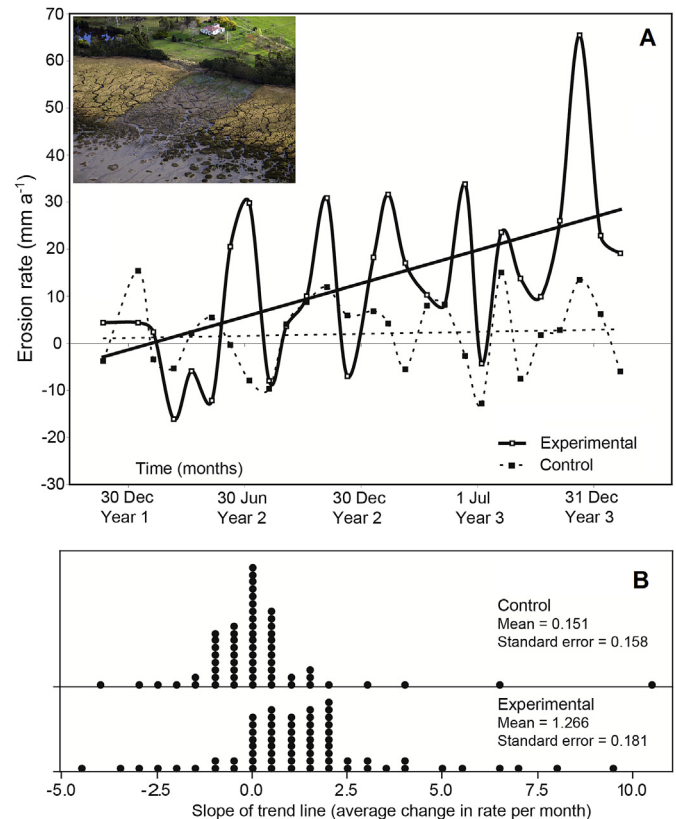 A
70
60
50
40
30
20
10
0
-10
-20
-30
Erosion rate (mm a⁻¹)
Experimental
Control
Time (months)
30 Dec
Year 1
30 Jun
Year 2
30 Dec
Year 2
1 Jul
Year 3
31 Dec
Year 3
B
Control
Mean = 0.151
Standard error = 0.158
Experimental
Mean = 1.266
Standard error = 0.181
-5.0 -2.5 0.0 2.5 5.0 7.5 10.0
Slope of trend line (average change in rate per month)